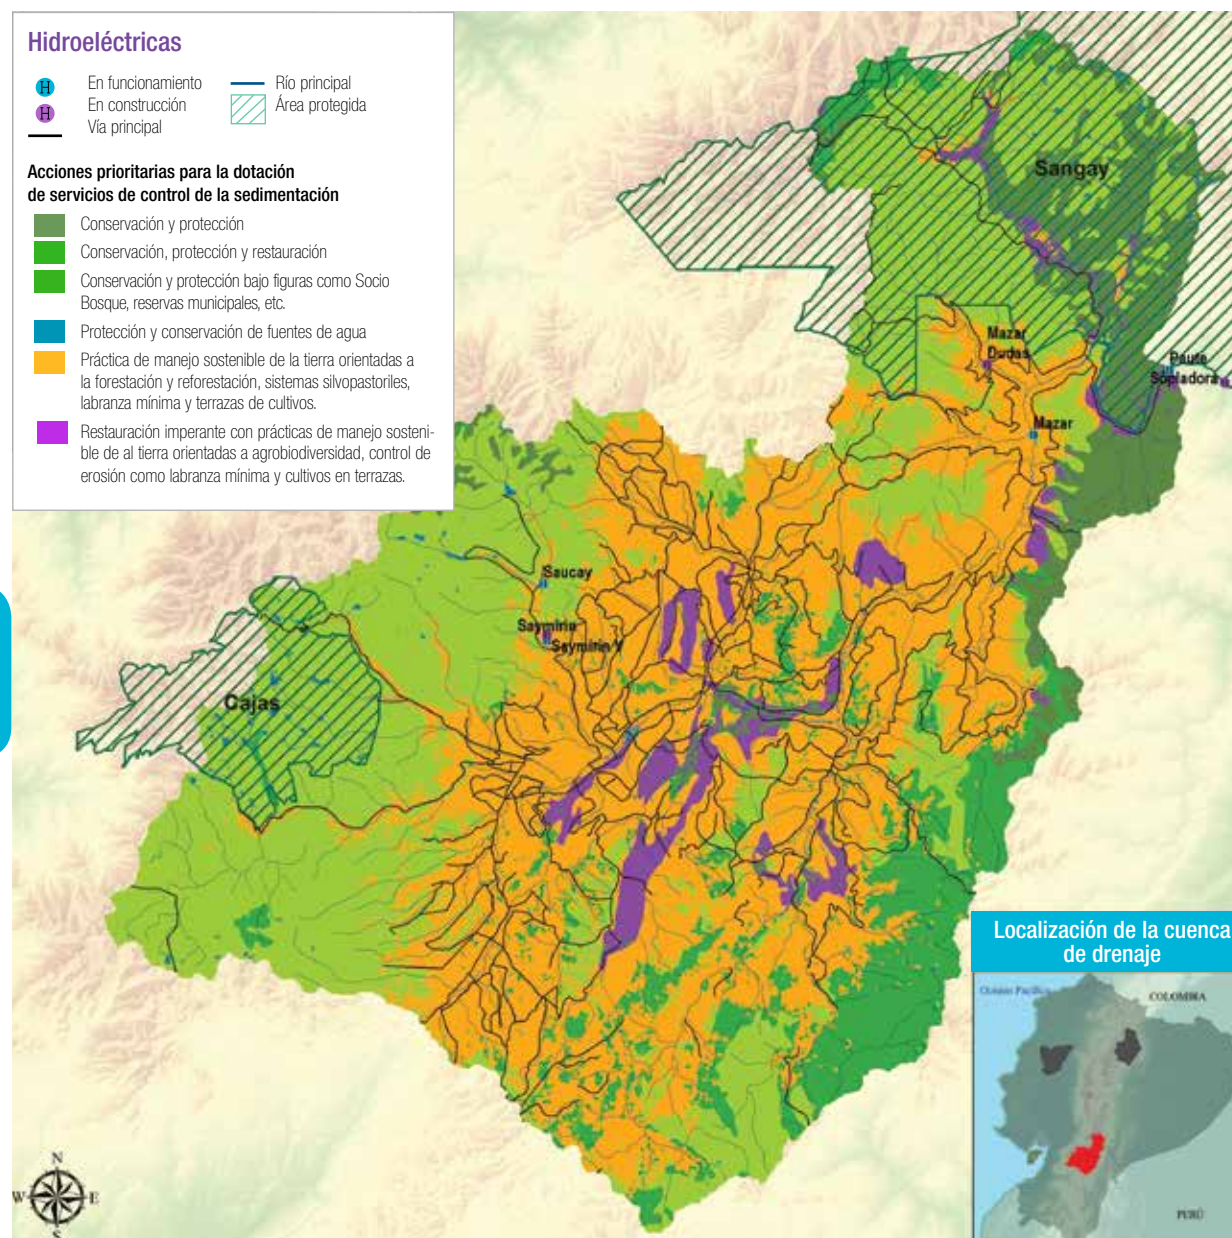 Hidroeléctricas
H En funcionamiento
H En construcción
Vía principal
Río principal
Área protegida
Acciones prioritarias para la dotación
de servicios de control de la sedimentación
Conservación y protección
Conservación, protección y restauración
Conservación y protección bajo figuras como Socio
Bosque, reservas municipales, etc.
Protección y conservación de fuentes de agua
Práctica de manejo sostenible de la tierra orientadas a
la forestación y reforestación, sistemas silvopastoriles,
labranza mínima y terrazas de cultivos.
Restauración imperante con prácticas de manejo sosteni-
ble de al tierra orientadas a agrobiodiversidad, control de
erosión como labranza mínima y cultivos en terrazas.
Sangay
Mazar
Dudas
Paute
Sopladora
Mazar
Saucay
Saymirin
Saymirin V
Cajas
Localización de la cuenca
de drenaje
Océano Pacífico
COLOMBIA
PERÚ
N
W E
S